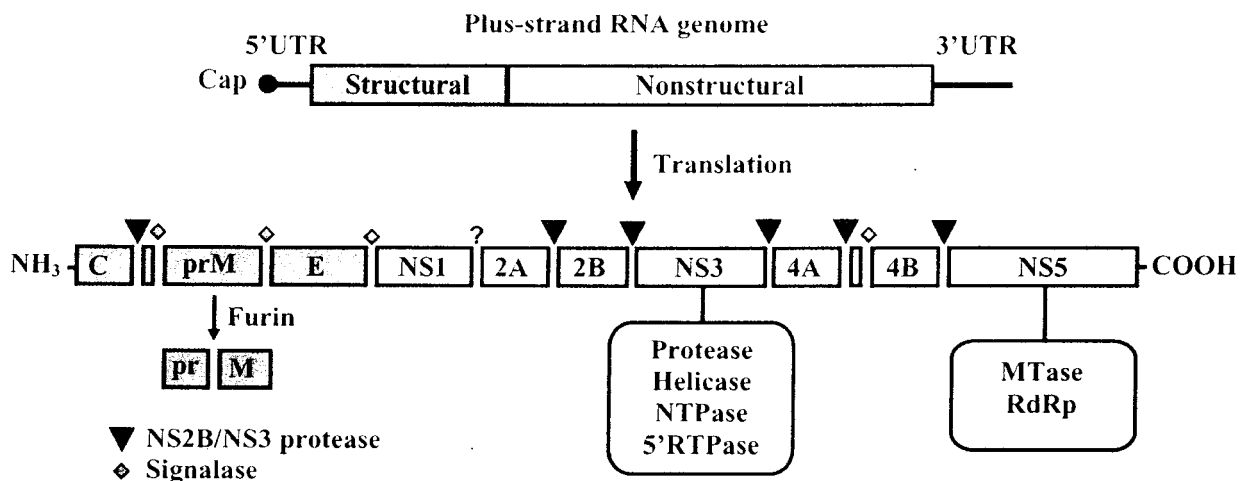 Plus-strand RNA genome
5'UTR 3'UTR
Cap Structural Nonstructural
Translation
?
NH3 C prM E NS1 2A 2B NS3 4A 4B NS5 COOH
Furin
pr M
Protease
Helicase
NTPase
5'RTPase
MTase
RdRp
NS2B/NS3 protease
Signalase